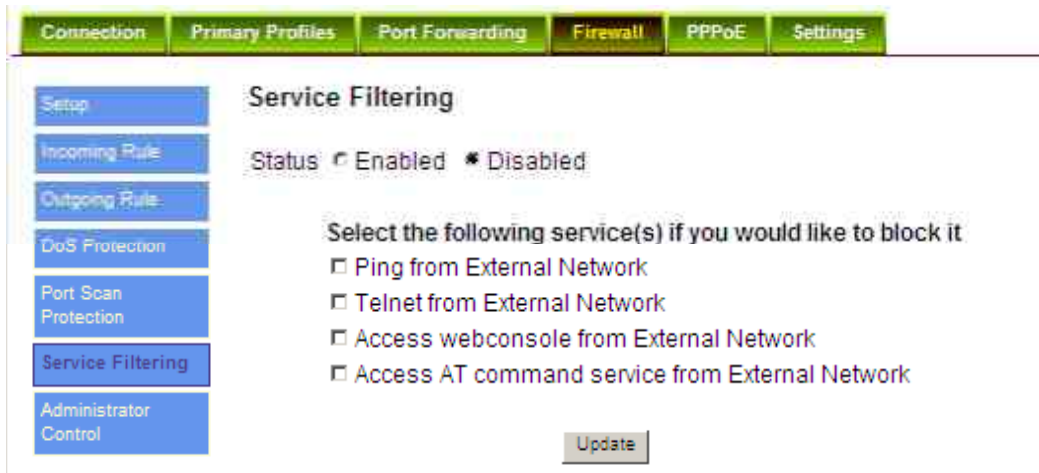 Connection Primary Profiles Port Forwarding Firewall PPPoE Settings
Setup
Incoming Rule
Outgoing Rule
DoS Protection
Port Scan
Protection
Service Filtering
Administrator
Control
Service Filtering
Status Enabled Disabled
Select the following service(s) if you would like to block it
Ping from External Network
Telnet from External Network
Access webconsole from External Network
Access AT command service from External Network
Update